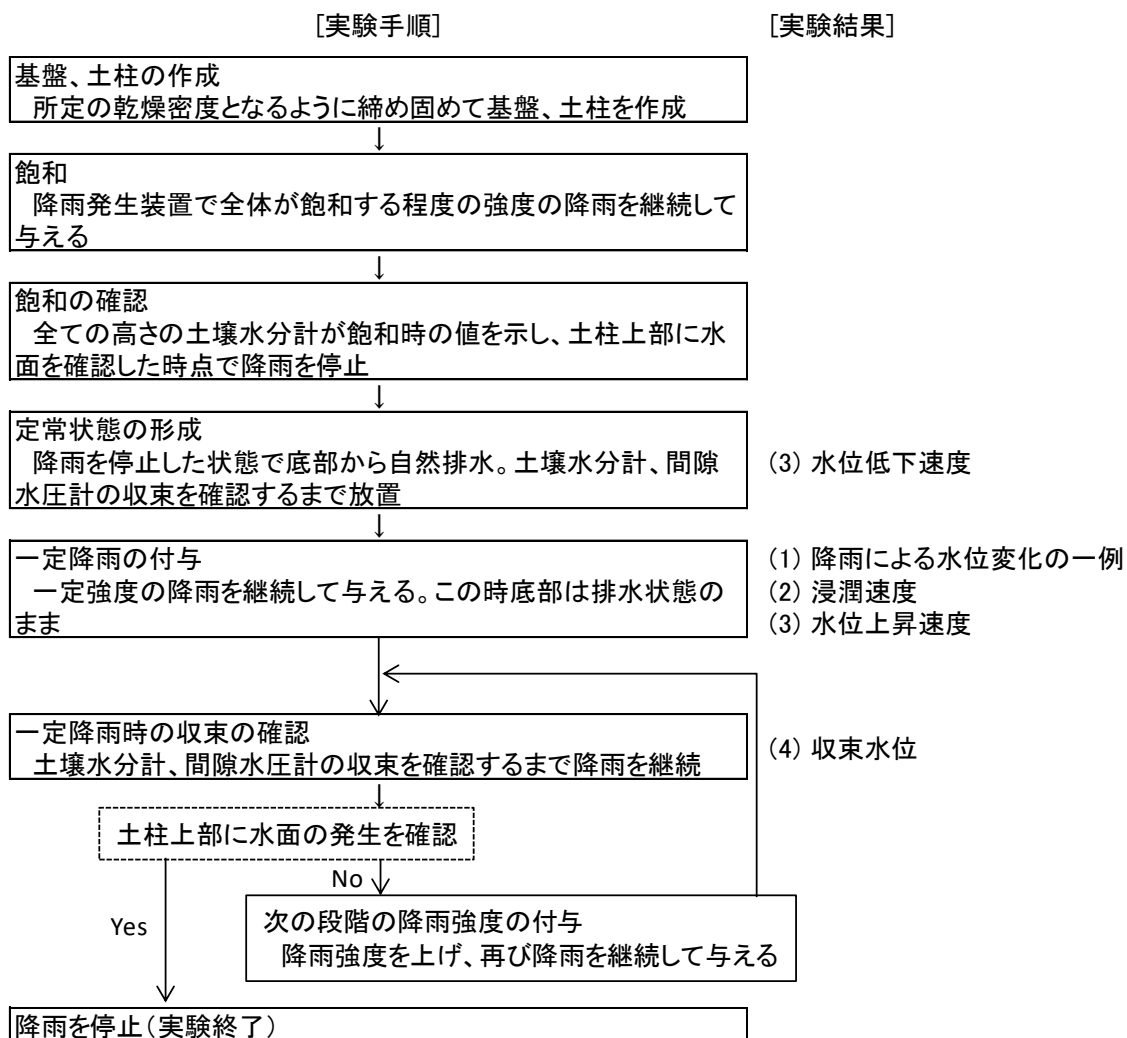 [実験手順]
[実験結果]
基盤、土柱の作成
所定の乾燥密度となるように締め固めて基盤、土柱を作成
↓
飽和
降雨発生装置で全体が飽和する程度の強度の降雨を継続して
与える
↓
飽和の確認
全ての高さの土壌水分計が飽和時の値を示し、土柱上部に水
面を確認した時点で降雨を停止
↓
定常状態の形成
降雨を停止した状態で底部から自然排水。土壌水分計、間隙
水圧計の収束を確認するまで放置
(3) 水位低下速度
↓
一定降雨の付与
一定強度の降雨を継続して与える。この時底部は排水状態の
まま
(1) 降雨による水位変化の一例
(2) 浸潤速度
(3) 水位上昇速度
一定降雨時の収束の確認
土壌水分計、間隙水圧計の収束を確認するまで降雨を継続
(4) 収束水位
↓
土柱上部に水面の発生を確認
No
Yes
次の段階の降雨強度の付与
降雨強度を上げ、再び降雨を継続して与える
降雨を停止(実験終了)